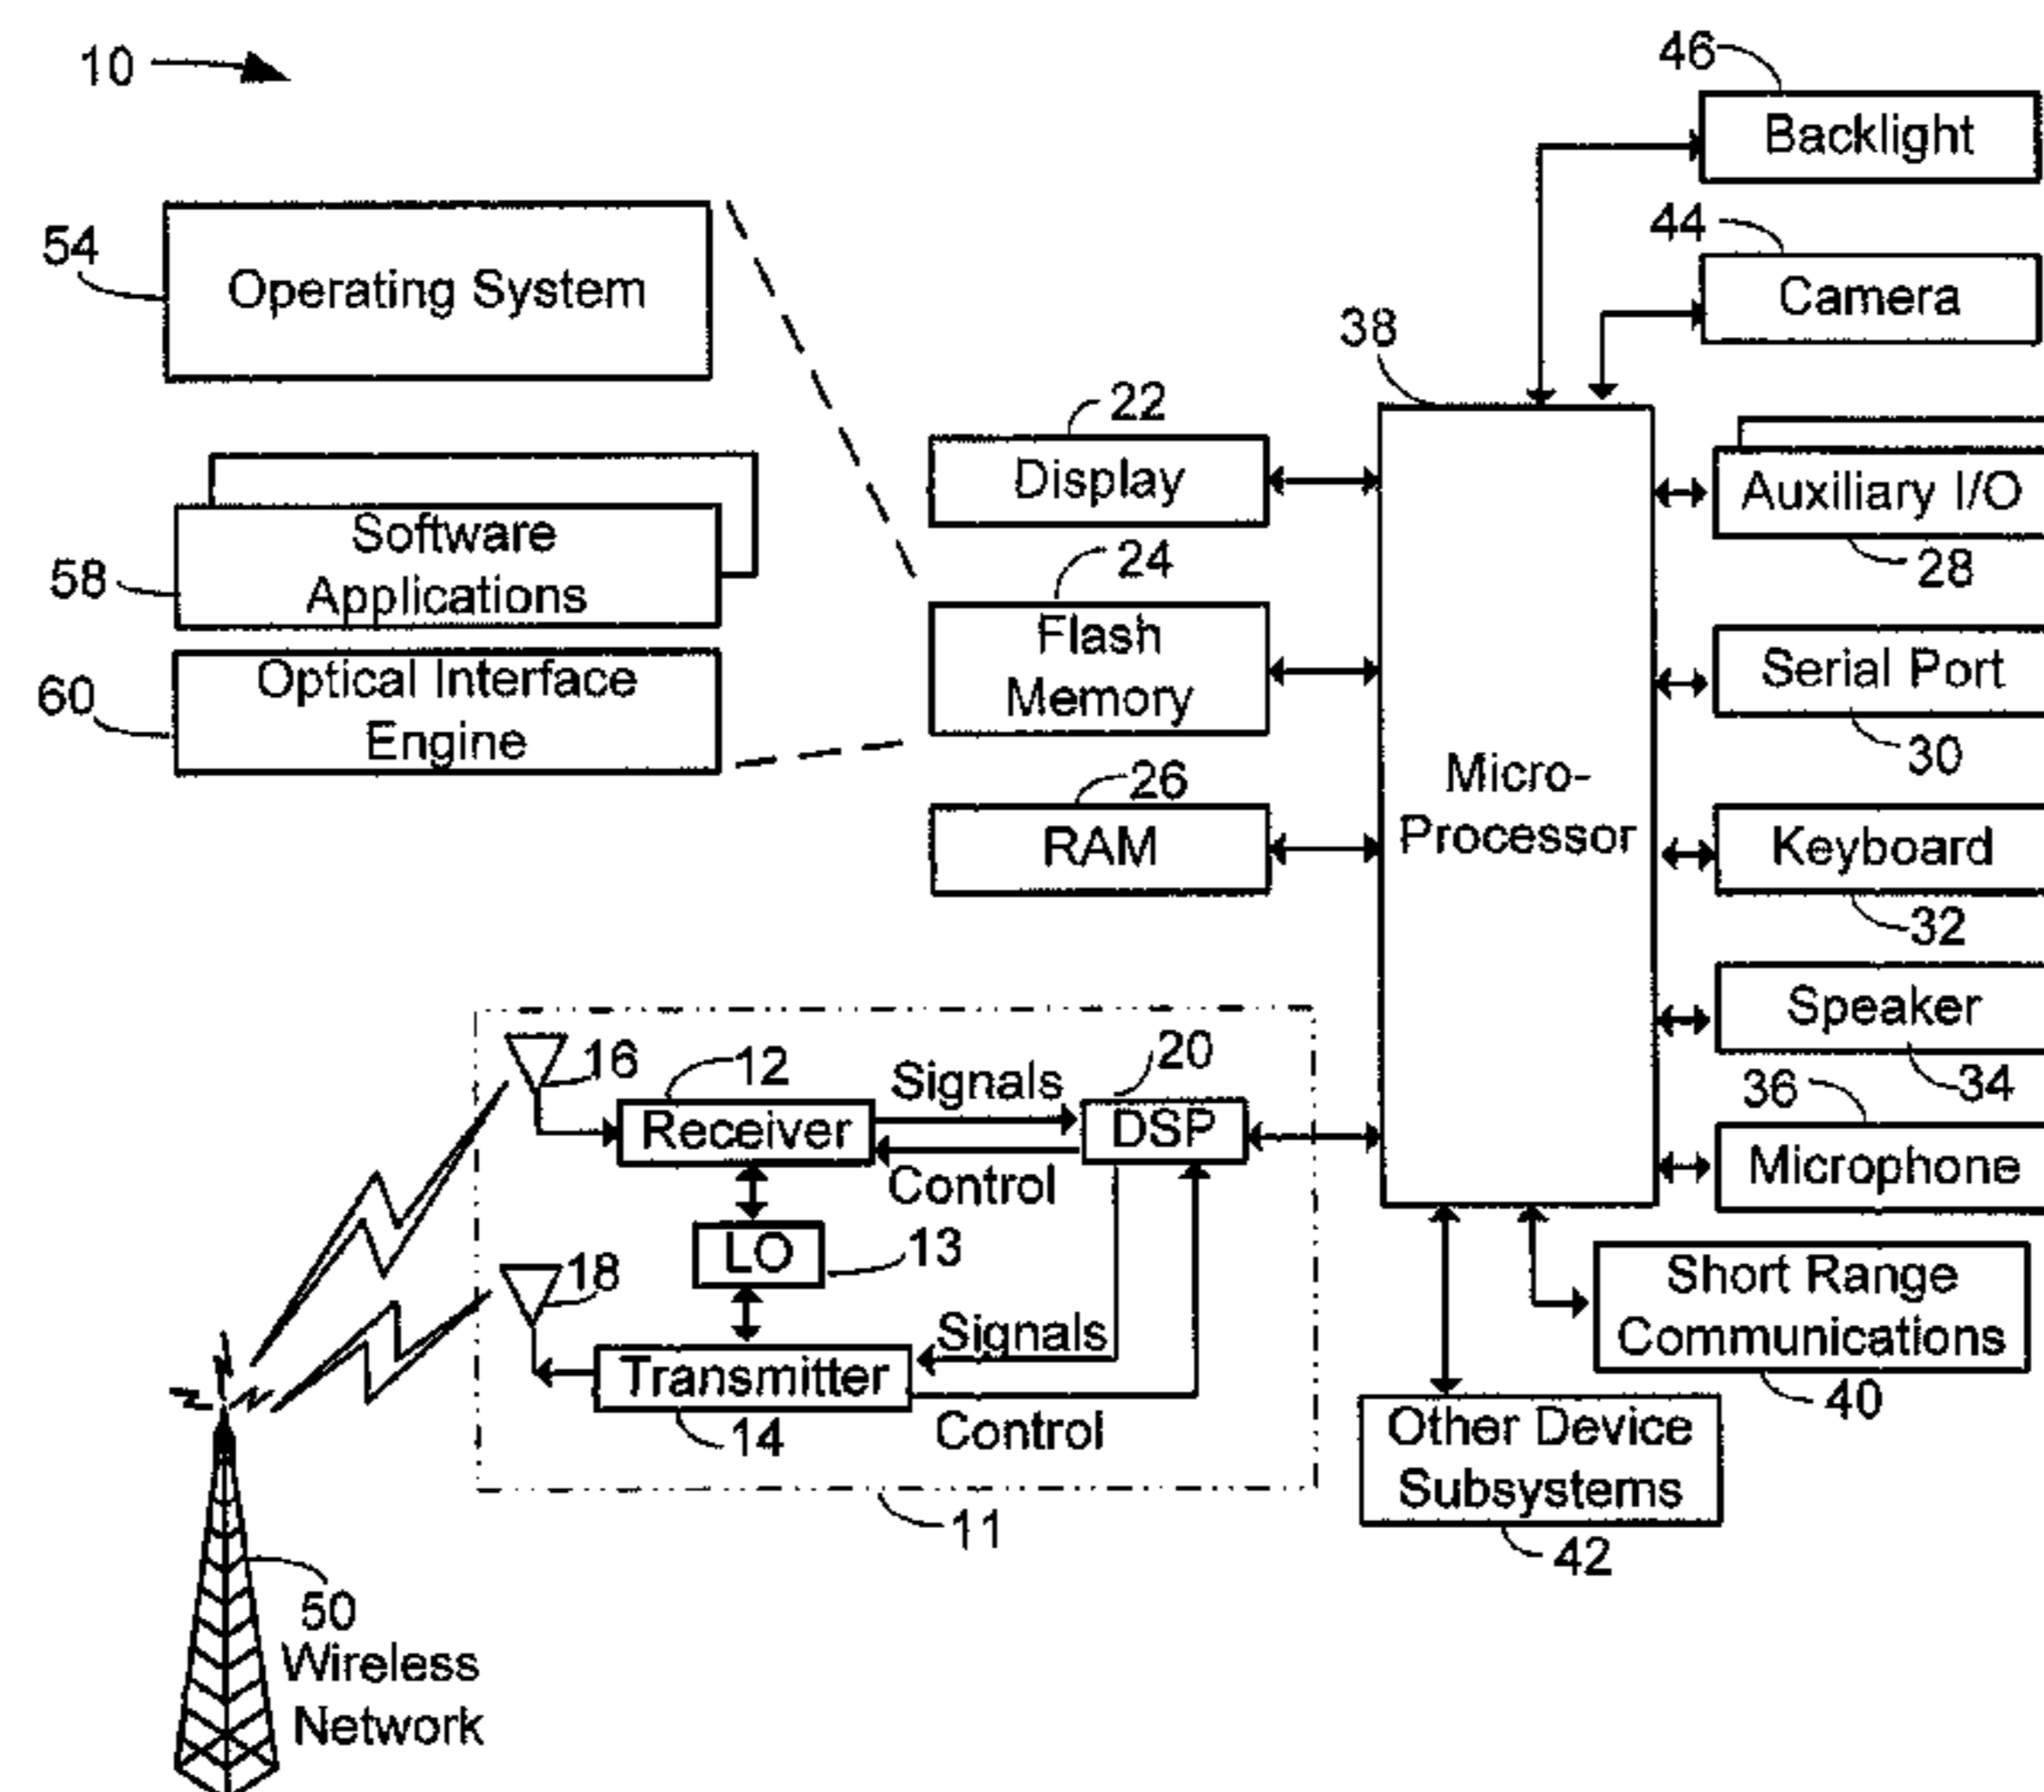 10
46
Backlight
44
Camera
54
Operating System
38
22
Display
Auxiliary I/O
28
58
Software
Applications
24
Flash
Memory
Serial Port
30
60
Optical Interface
Engine
26
RAM
Micro-
Processor
Keyboard
32
Speaker
34
16
12
Receiver
Signals
20
DSP
Control
36
Microphone
LO
13
18
Signals
Transmitter
14
Control
Short Range
Communications
40
Other Device
Subsystems
42
11
50
Wireless
Network